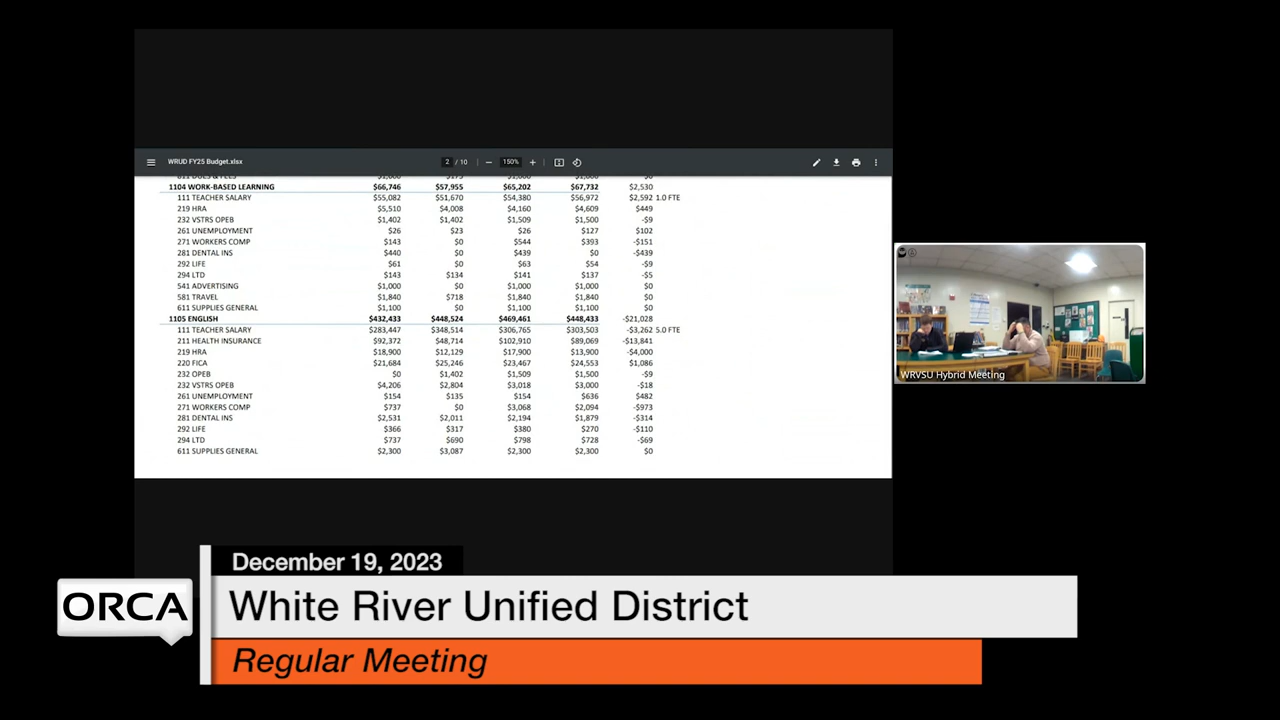 WRUD FY25 Budget.xlsx 2 / 10 150%
1104 WORK-BASED LEARNING $66,746 $57,955 $65,202 $67,732 $2,530
111 TEACHER SALARY $55,082 $51,670 $54,380 $56,972 $2,592 1.0 FTE
219 HRA $5,510 $4,008 $4,160 $4,609 $449
232 VSTRS OPEB $1,402 $1,402 $1,509 $1,500 -$9
261 UNEMPLOYMENT $26 $23 $26 $127 $102
271 WORKERS COMP $143 $0 $544 $393 -$151
281 DENTAL INS $440 $0 $439 $0 -$439
292 LIFE $61 $0 $63 $54 -$9
294 LTD $143 $134 $141 $137 -$5
541 ADVERTISING $1,000 $0 $1,000 $1,000 $0
581 TRAVEL $1,840 $718 $1,840 $1,840 $0
611 SUPPLIES GENERAL $1,100 $0 $1,100 $1,100 $0
1105 ENGLISH $432,433 $448,524 $469,461 $448,433 -$21,028
111 TEACHER SALARY $283,447 $348,514 $306,765 $303,503 -$3,262 5.0 FTE
211 HEALTH INSURANCE $92,372 $48,714 $102,910 $89,069 -$13,841
219 HRA $18,900 $12,129 $17,900 $13,900 -$4,000
220 FICA $21,684 $25,246 $23,467 $24,553 $1,086
232 OPEB $0 $1,402 $1,509 $1,500 -$9
232 VSTRS OPEB $4,206 $2,804 $3,018 $3,000 -$18
261 UNEMPLOYMENT $154 $135 $154 $636 $482
271 WORKERS COMP $737 $0 $3,068 $2,094 -$973
281 DENTAL INS $2,531 $2,011 $2,194 $1,879 -$314
292 LIFE $366 $317 $380 $270 -$110
294 LTD $737 $690 $798 $728 -$69
611 SUPPLIES GENERAL $2,300 $3,087 $2,300 $2,300 $0
WRVSU Hybrid Meeting
December 19, 2023
ORCA
White River Unified District
Regular Meeting